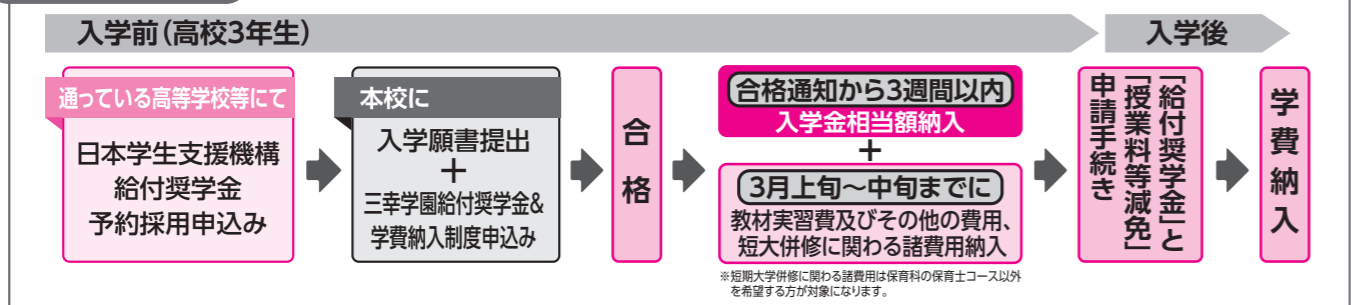 入学前(高校3年生)
入学後
通っている高等学校等にて
日本学生支援機構
給付奨学金
予約採用申込み
本校に
入学願書提出
+
三幸学園給付奨学金&
学費納入制度申込み
合格
合格通知から3週間以内
入学金相当額納入
+
3月上旬〜中旬までに
教材実習費及びその他の費用、
短大併修に関わる諸費用納入
※短期大学併修に関わる諸費用は保育科の保育士コース以外
を希望する方が対象になります。
「給付奨学金」と
「授業料等減免」
申請手続き
学費納入